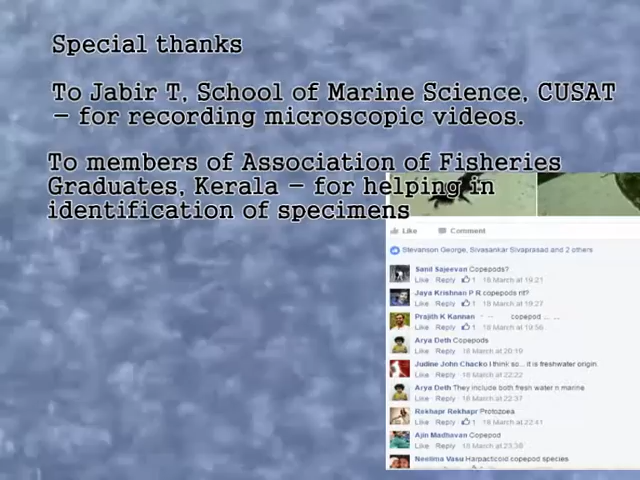 Special thanks
To Jabir T, School of Marine Science, CUSAT
– for recording microscopic videos.
To members of Association of Fisheries
Graduates, Kerala – for helping in
identification of specimens
Like Comment
Stevanson George, Sivasankar Sivaprasad and 2 others
Sanil Sajeevan Copepods?
Like · Reply · 1 · 18 March at 19:21
Jaya Krishnan P R copepods rit?
Like · Reply · 1 · 18 March at 19:27
Prajith K Kannan copepod
Like · Reply · 1 · 18 March at 19:56
Arya Deth Copepods
Like · Reply · 18 March at 20:19
Judine John Chacko I think so... it is freshwater origin
Like · Reply · 18 March at 22:22
Arya Deth They include both fresh water n marine
Like · Reply · 18 March at 22:37
Rekhapr Rekhapr Protozoea
Like · Reply · 1 · 18 March at 22:41
Ajin Madhavan Copepod
Like · Reply · 18 March at 23:38
Neelima Vasu Harpacticoid copepod species